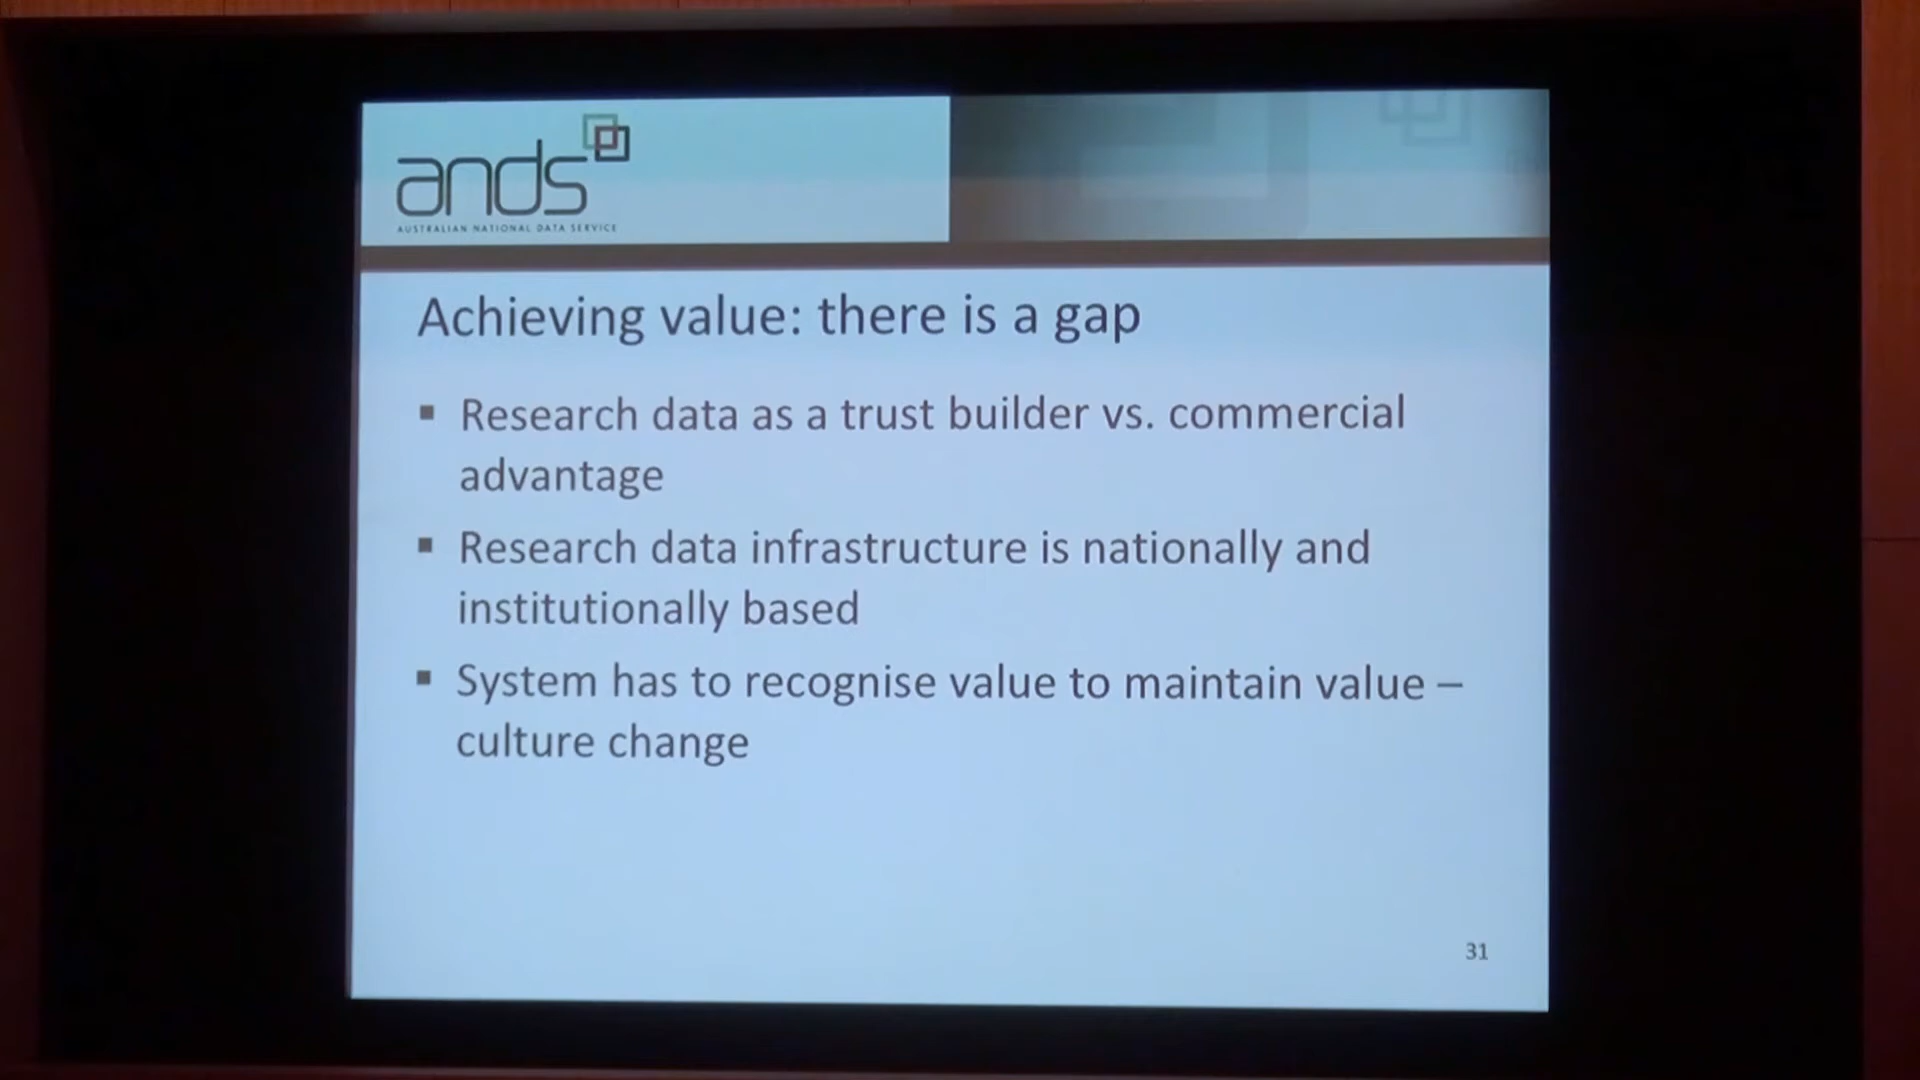 ands
AUSTRALIAN NATIONAL DATA SERVICE
Achieving value: there is a gap
▪ Research data as a trust builder vs. commercial
advantage
▪ Research data infrastructure is nationally and
institutionally based
▪ System has to recognise value to maintain value –
culture change
31